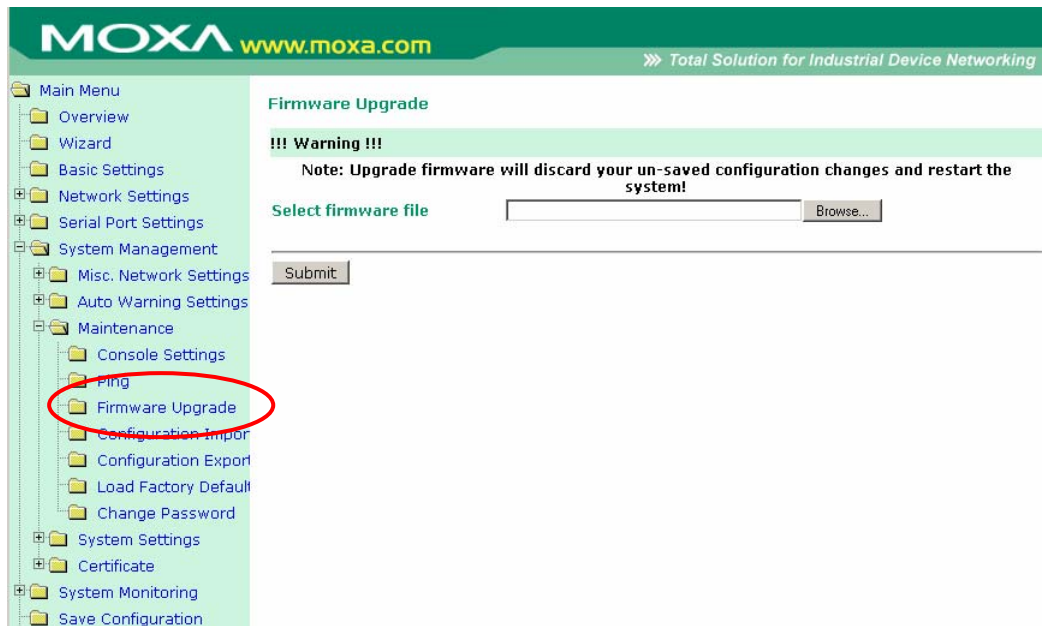 MOXA www.moxa.com
Total Solution for Industrial Device Networking
Main Menu
Overview
Wizard
Basic Settings
Network Settings
Serial Port Settings
System Management
Misc. Network Settings
Auto Warning Settings
Maintenance
Console Settings
Ping
Firmware Upgrade
Configuration Impor
Configuration Export
Load Factory Default
Change Password
System Settings
Certificate
System Monitoring
Save Configuration
Firmware Upgrade
!!! Warning !!!
Note: Upgrade firmware will discard your un-saved configuration changes and restart the
system!
Select firmware file
Browse...
Submit